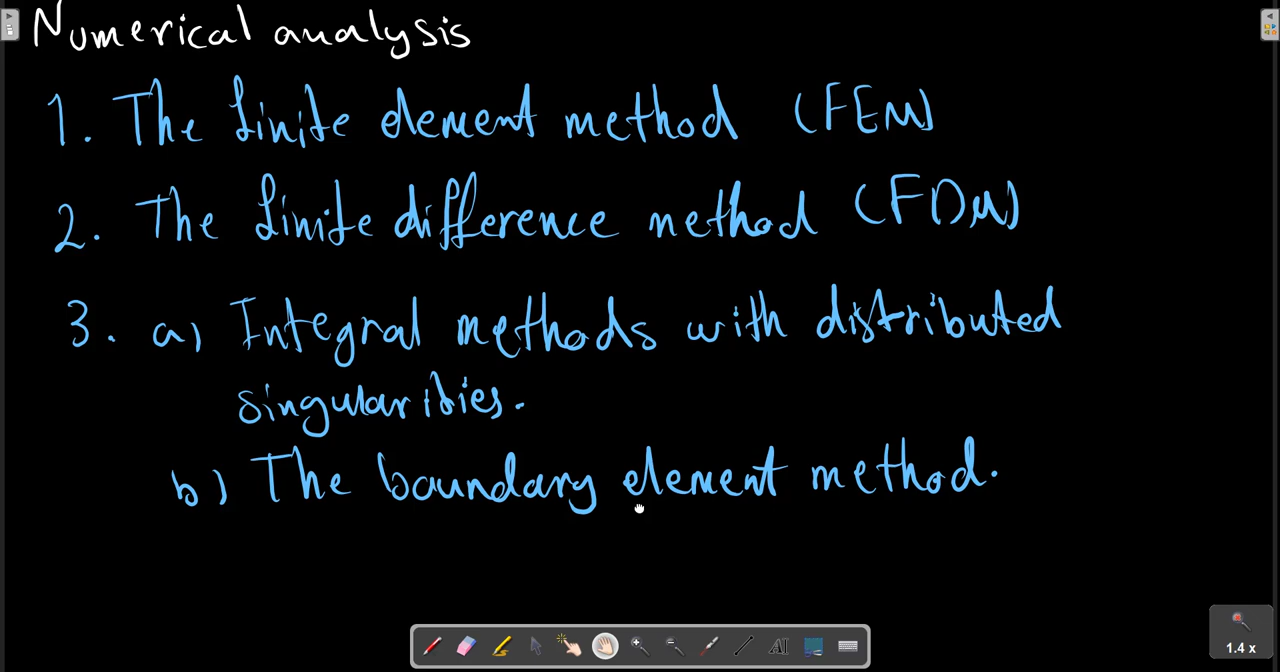 Numerical analysis
1. The finite element method (FEM)
2. The finite difference method (FDM)
3. a) Integral methods with distributed
singularities.
b) The boundary element method.
AI
1.4 x